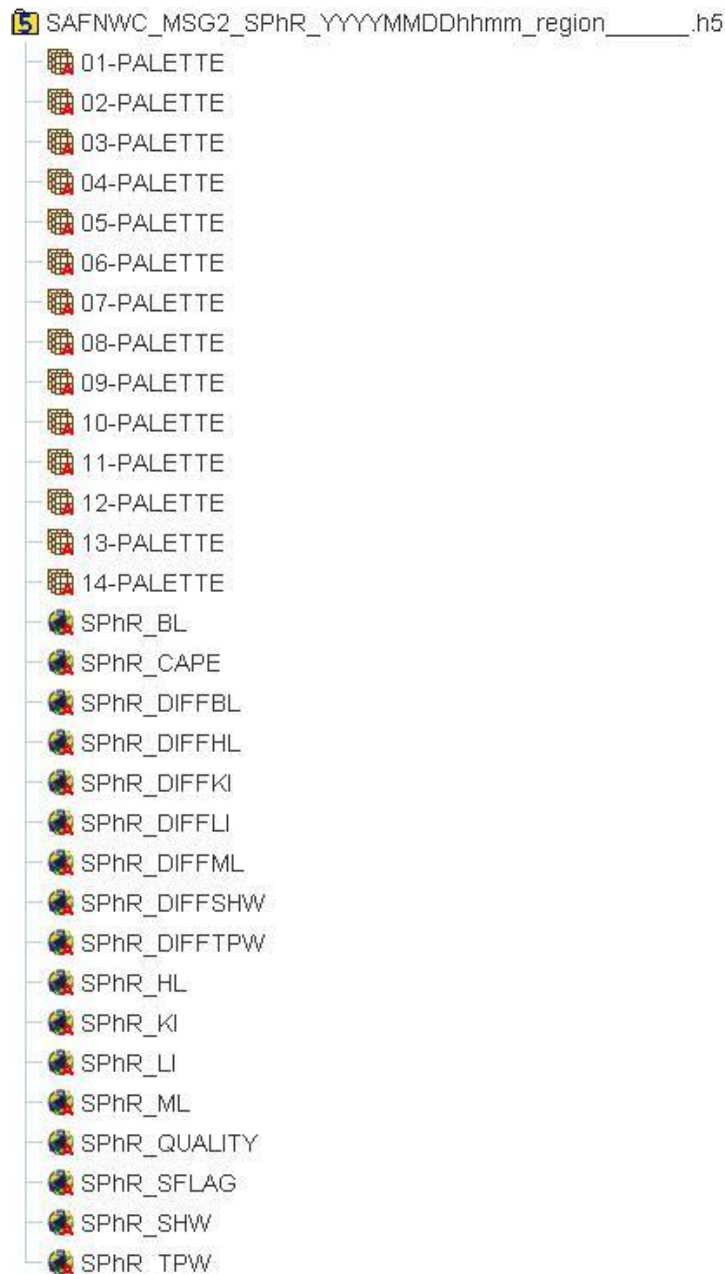 SAFNWC_MSG2_SPhR_YYYYMMDDhhmm_region_______.h5
01-PALETTE
02-PALETTE
03-PALETTE
04-PALETTE
05-PALETTE
06-PALETTE
07-PALETTE
08-PALETTE
09-PALETTE
10-PALETTE
11-PALETTE
12-PALETTE
13-PALETTE
14-PALETTE
SPhR_BL
SPhR_CAPE
SPhR_DIFFBL
SPhR_DIFFHL
SPhR_DIFFKI
SPhR_DIFFLI
SPhR_DIFFML
SPhR_DIFFSHW
SPhR_DIFFTPW
SPhR_HL
SPhR_KI
SPhR_LI
SPhR_ML
SPhR_QUALITY
SPhR_SFLAG
SPhR_SHW
SPhR_TPW